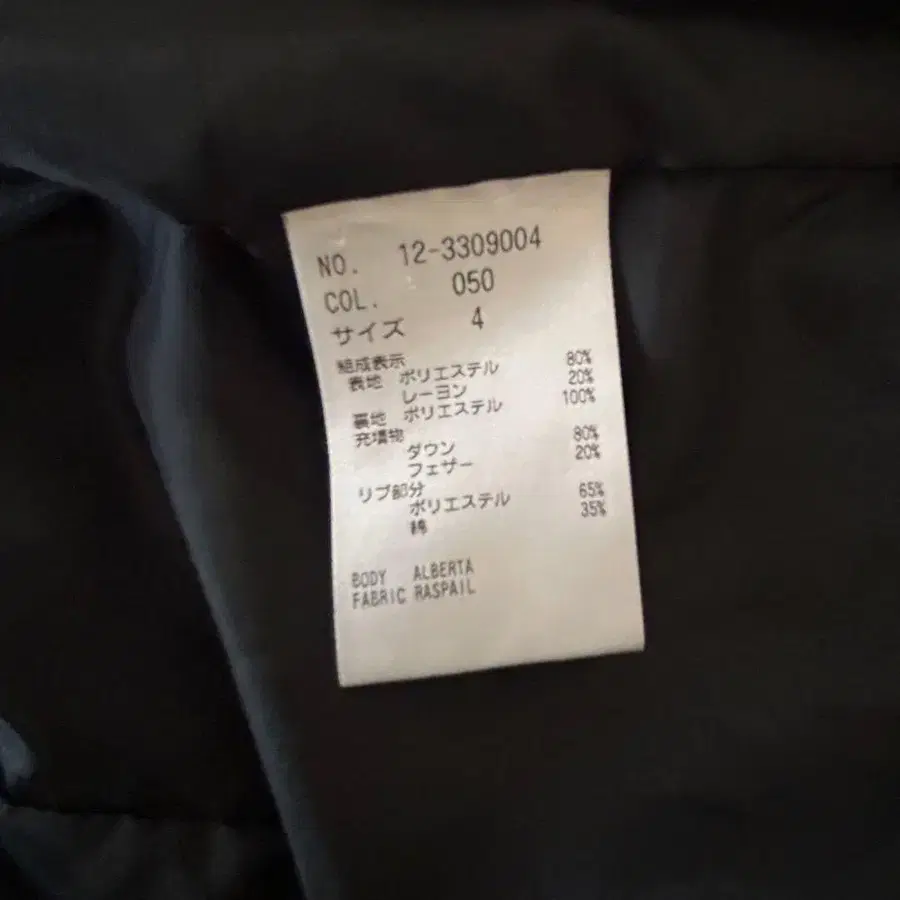 NO. 12-3309004
COL. 050
サイズ 4
組成表示
表地 ポリエステル 80%
レーヨン 20%
裏地 ポリエステル 100%
充填物
ダウン 80%
フェザー 20%
リブ部分
ポリエステル 65%
綿 35%
BODY ALBERTA
FABRIC RASPAIL